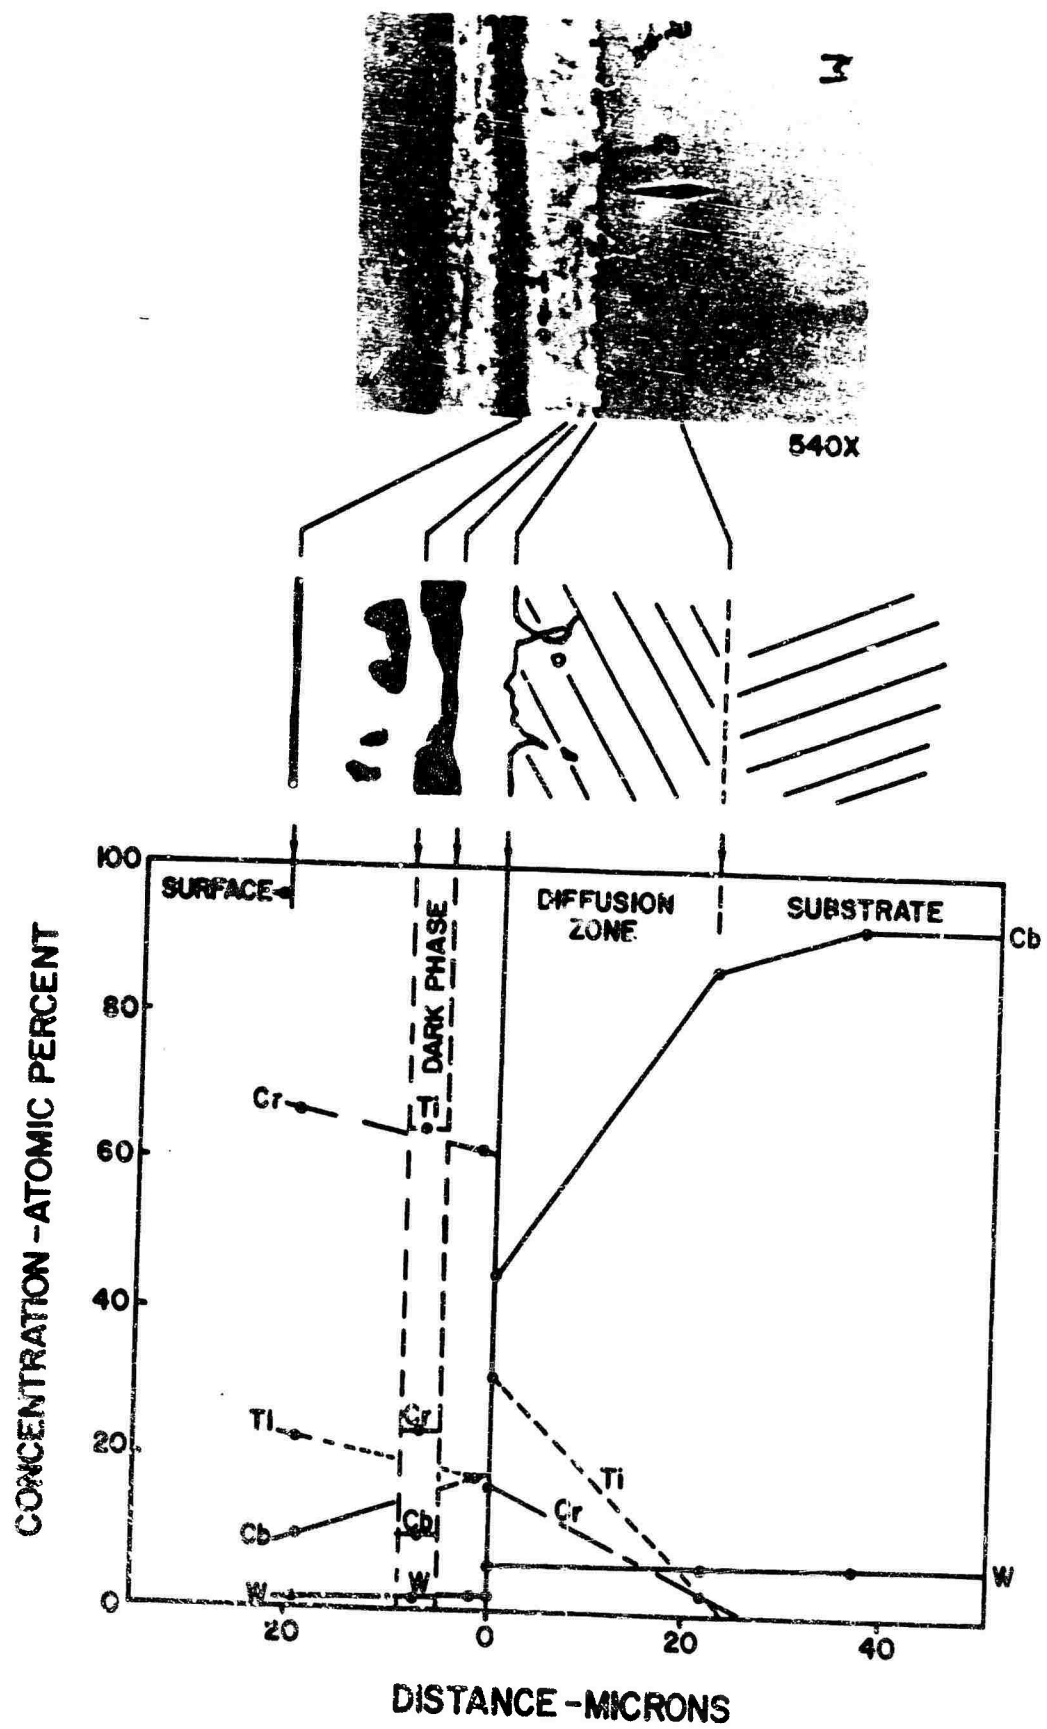 540X
100
80
60
40
20
0
SURFACE
DARK PHASE
DIFFUSION
ZONE
SUBSTRATE
Cb
Cr
Ti
Cr
Ti
Ti
Cr
Cb
Cb
W
W
W
20
0
20
40
CONCENTRATION-ATOMIC PERCENT
DISTANCE-MICRONS